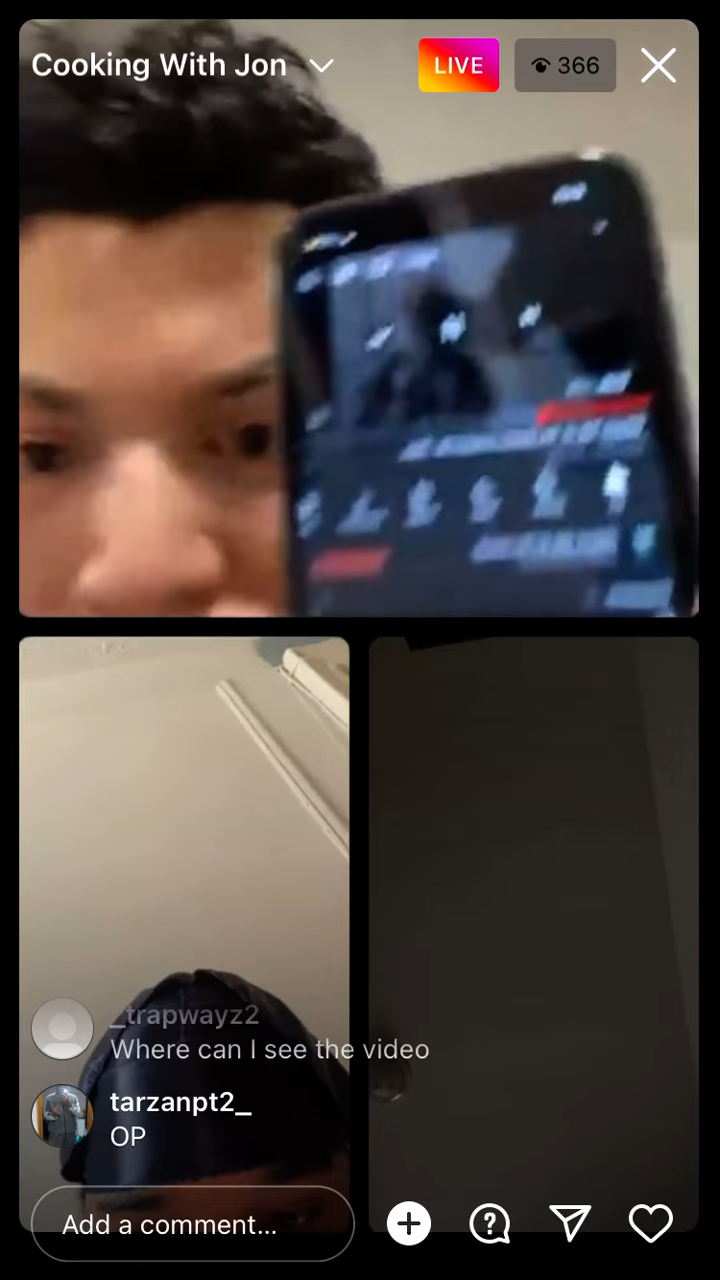 Cooking With Jon
LIVE
366
_trapwayz2
Where can I see the video
tarzanpt2_
OP
Add a comment...